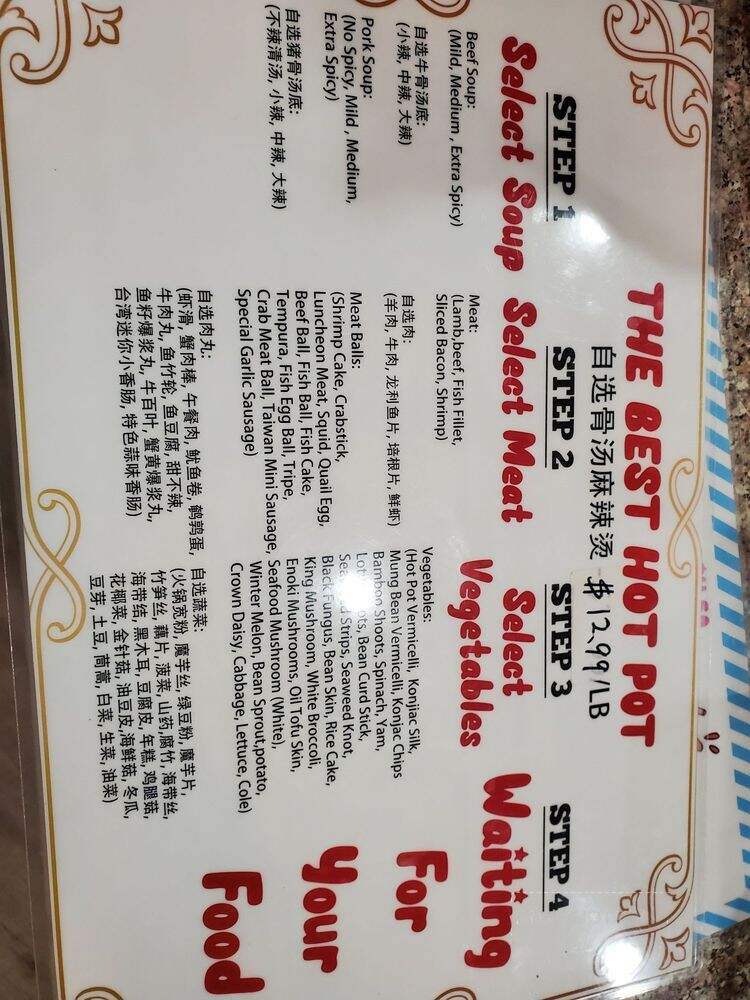 THE BEST HOT POT
自选骨汤麻辣烫 $12.99/LB
STEP 1
Select Soup
Beef Soup:
(Mild, Medium , Extra Spicy)
自选牛骨汤底:
(小辣, 中辣, 大辣)
Pork Soup:
(No Spicy, Mild , Medium,
Extra Spicy)
自选猪骨汤底:
(不辣清汤, 小辣, 中辣, 大辣)
STEP 2
Select Meat
Meat:
(Lamb,beef, Fish Fillet,
Sliced Bacon, Shrimp)
自选肉:
(羊肉, 牛肉, 龙利鱼片, 培根片, 鲜虾)
Meat Balls:
(Shrimp Cake, Crabstick,
Luncheon Meat, Squid, Quail Egg,
Beef Ball, Fish Ball, Fish Cake,
Tempura, Fish Egg Ball, Tripe,
Crab Meat Ball, Taiwan Mini Sausage,
Special Garlic Sausage)
自选肉丸:
(虾滑, 蟹肉棒, 午餐肉, 鱿鱼卷, 鹌鹑蛋,
牛肉丸, 鱼竹轮, 鱼豆腐, 甜不辣,
鱼籽爆浆丸, 牛百叶, 蟹黄爆浆丸,
台湾迷你小香肠, 特色蒜味香肠)
STEP 3
Select
Vegetables
Vegetables:
(Hot Pot Vermicelli, Konjiac Silk,
Mung Bean Vermicelli, Konjac Chips
Bamboo Shoots, Spinach, Yam,
Bean Curd Stick,
Strips, Seaweed Knot,
Black Fungus, Bean Skin, Rice Cake,
King Mushroom, White Broccoli,
Enoki Mushrooms, Oil Tofu Skin,
Seafood Mushroom (White),
Winter Melon, Bean Sprout,potato,
Crown Daisy, Cabbage, Lettuce, Cole)
自选蔬菜:
(火锅宽粉, 魔芋丝, 绿豆粉, 魔芋片,
竹笋丝, 藕片, 菠菜, 山药,腐竹, 海带丝,
海带结, 黑木耳, 豆腐皮, 年糕, 鸡腿菇,
花椰菜, 金针菇, 油豆皮,海鲜菇, 冬瓜,
豆芽, 土豆, 茼蒿, 白菜, 生菜, 油菜)
STEP 4
Waiting
For
Your
Food